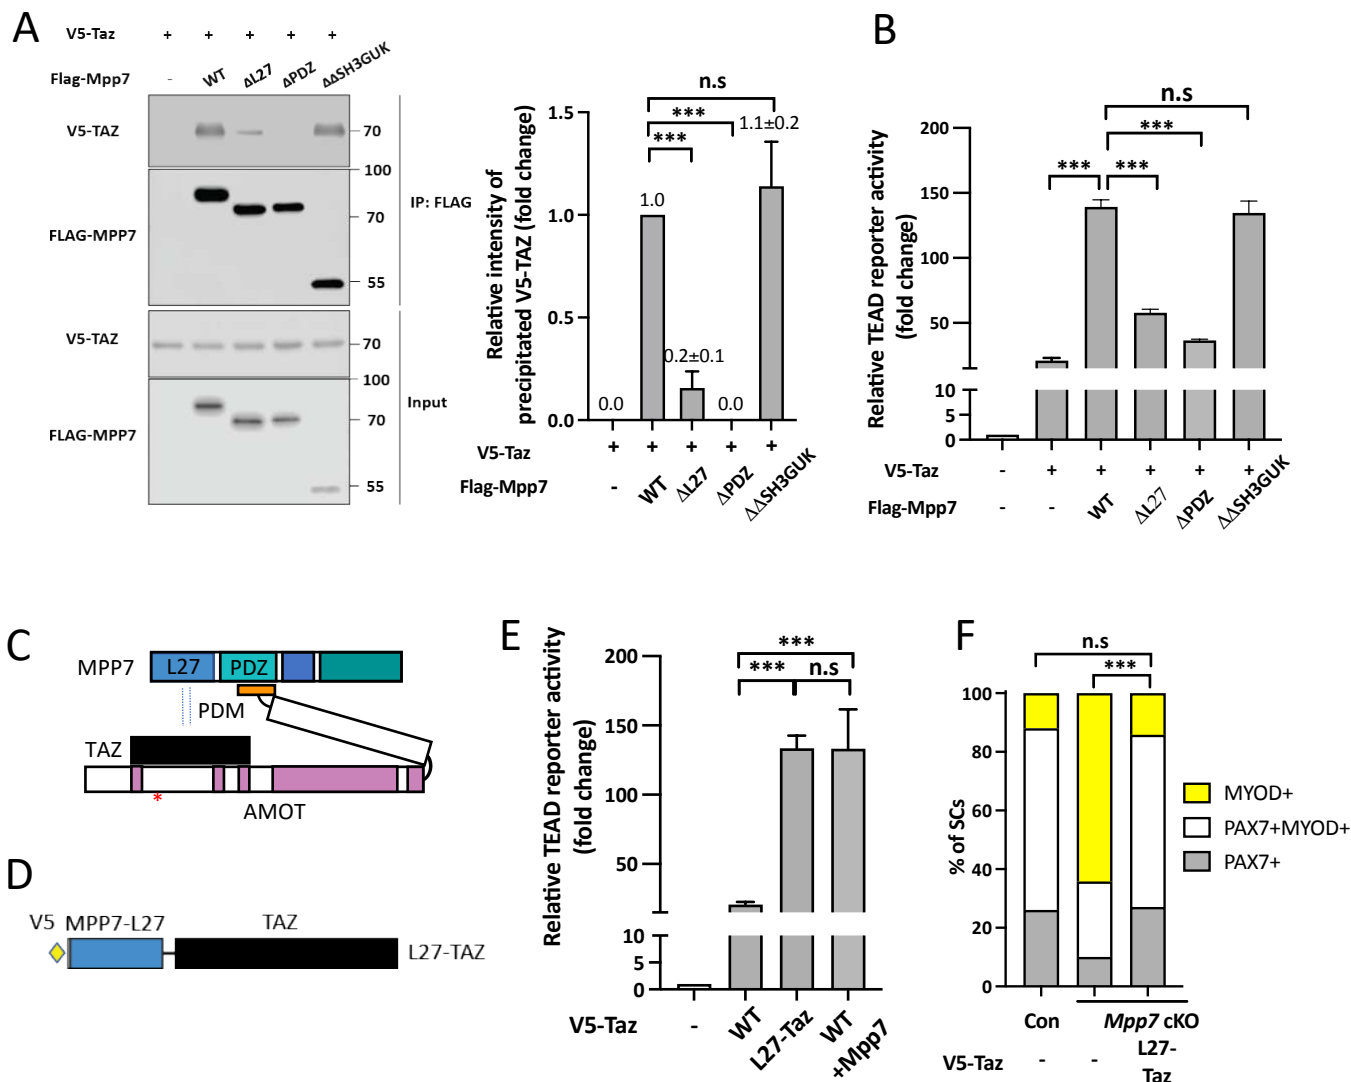 A
V5-Taz + + + + +
Flag-Mpp7 - WT ΔL27 ΔPDZ ΔΔSH3GUK
V5-TAZ
70
100
FLAG-MPP7
70
55
IP: FLAG
V5-TAZ
70
100
FLAG-MPP7
70
55
Input
Relative intensity of
precipitated V5-TAZ (fold change)
1.5
1.0
0.5
0.0
n.s
***
***
0.0
1.0
0.2±0.1
0.0
1.1±0.2
V5-Taz + + + + +
Flag-Mpp7 - WT ΔL27 ΔPDZ ΔΔSH3GUK
B
Relative TEAD reporter activity
(fold change)
200
150
100
50
10
5
0
n.s
***
*** ***
V5-Taz - + + + + +
Flag-Mpp7 - - WT ΔL27 ΔPDZ ΔΔSH3GUK
C
MPP7 L27 PDZ
PDM
TAZ
*
AMOT
D
V5 MPP7-L27 TAZ
L27-TAZ
E
Relative TEAD reporter activity
(fold change)
200
150
100
50
10
5
0
***
*** n.s
V5-Taz - WT L27-Taz WT
+Mpp7
F
n.s
***
% of SCs
100
80
60
40
20
0
MYOD+
PAX7+MYOD+
PAX7+
Con Mpp7 cKO
V5-Taz - - L27-
Taz